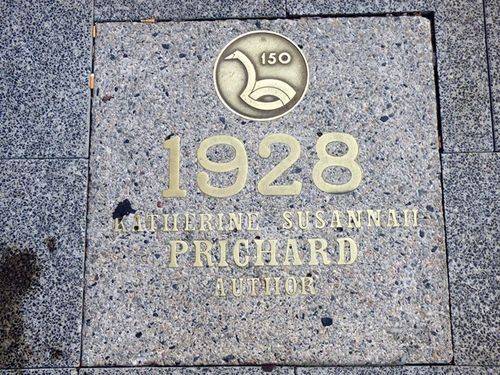 150
1928
KATHERINE SUSANNAH
PRICHARD
AUTHOR